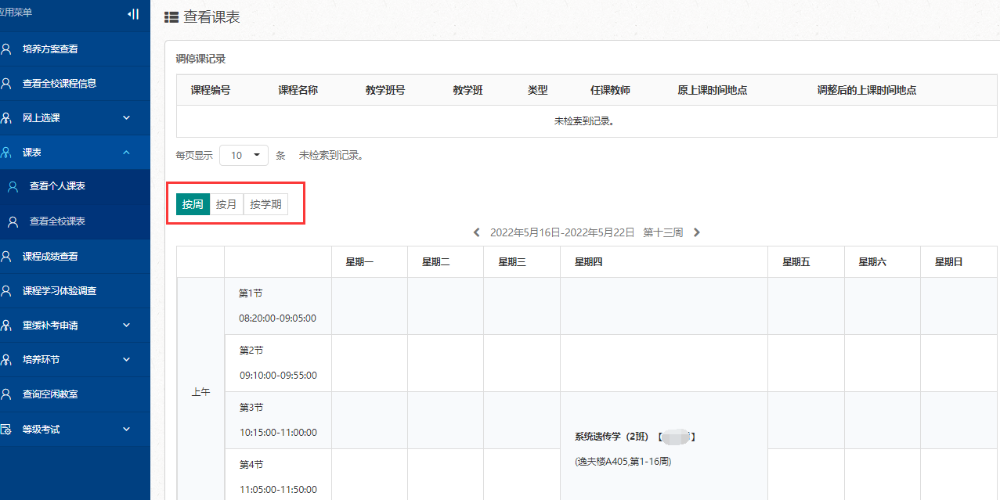 应用菜单
培养方案查看
查看全校课程信息
网上选课
课表
查看个人课表
查看全校课表
课程成绩查看
课程学习体验调查
重缓补考申请
培养环节
查询空闲教室
等级考试
查看课表
调停课记录
课程编号 课程名称 教学班号 教学班 类型 任课教师 原上课时间地点 调整后的上课时间地点
未检索到记录。
每页显示 10 条 未检索到记录。
按周 按月 按学期
2022年5月16日-2022年5月22日 第十三周
星期一 星期二 星期三 星期四 星期五 星期六 星期日
上午
第1节
08:20:00-09:05:00
第2节
09:10:00-09:55:00
第3节
10:15:00-11:00:00
第4节
11:05:00-11:50:00
系统遗传学（2班）【】
(逸夫楼A405,第1-16周)